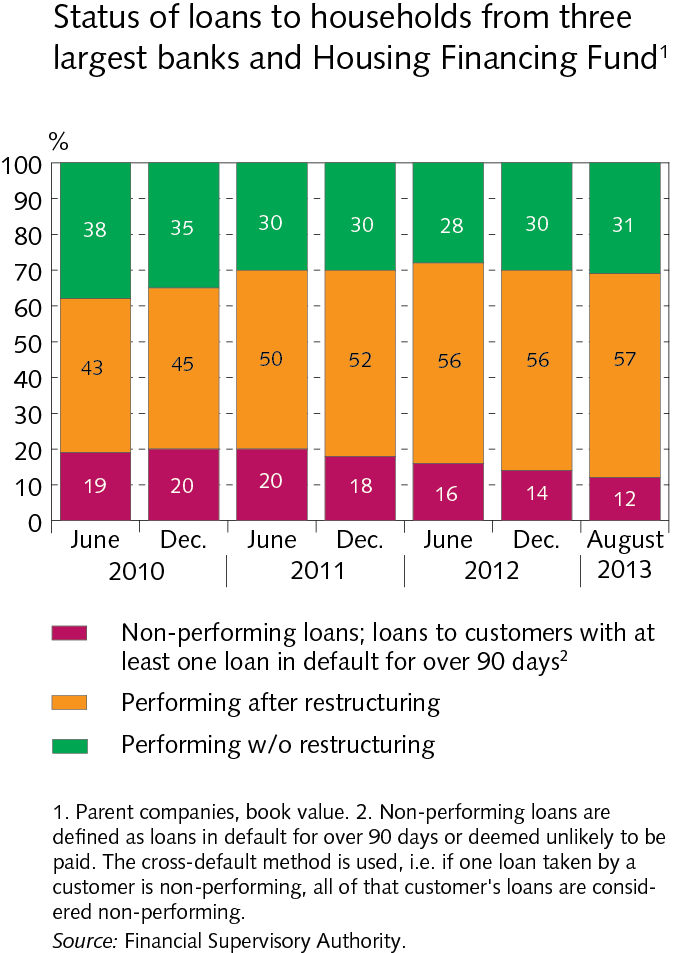 Status of loans to households from three
largest banks and Housing Financing Fund¹
%
100
90
80
70
60
50
40
30
20
10
0
38 35 30 30 28 30 31
43 45 50 52 56 56 57
19 20 20 18 16 14 12
June Dec. June Dec. June Dec. August
2010 2011 2012 2013
Non-performing loans; loans to customers with at
least one loan in default for over 90 days²
Performing after restructuring
Performing w/o restructuring
1. Parent companies, book value. 2. Non-performing loans are
defined as loans in default for over 90 days or deemed unlikely to be
paid. The cross-default method is used, i.e. if one loan taken by a
customer is non-performing, all of that customer's loans are consid-
ered non-performing.
Source: Financial Supervisory Authority.